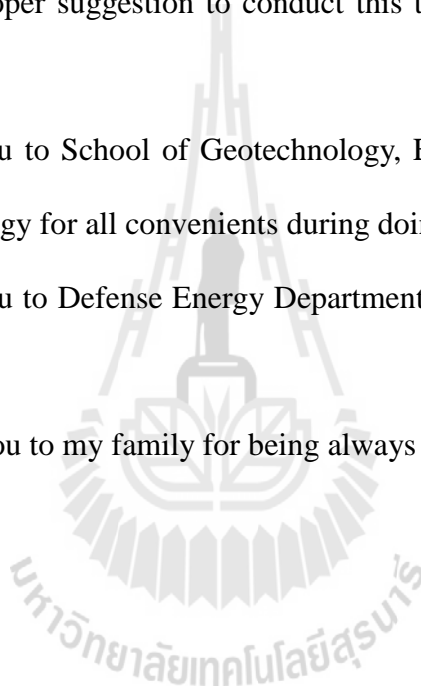 oper suggestion to conduct this t
u to School of Geotechnology, E
gy for all convenients during doin
u to Defense Energy Department
ou to my family for being always
มหาวิทยาลัยเทคโนโลยีสุรนารี